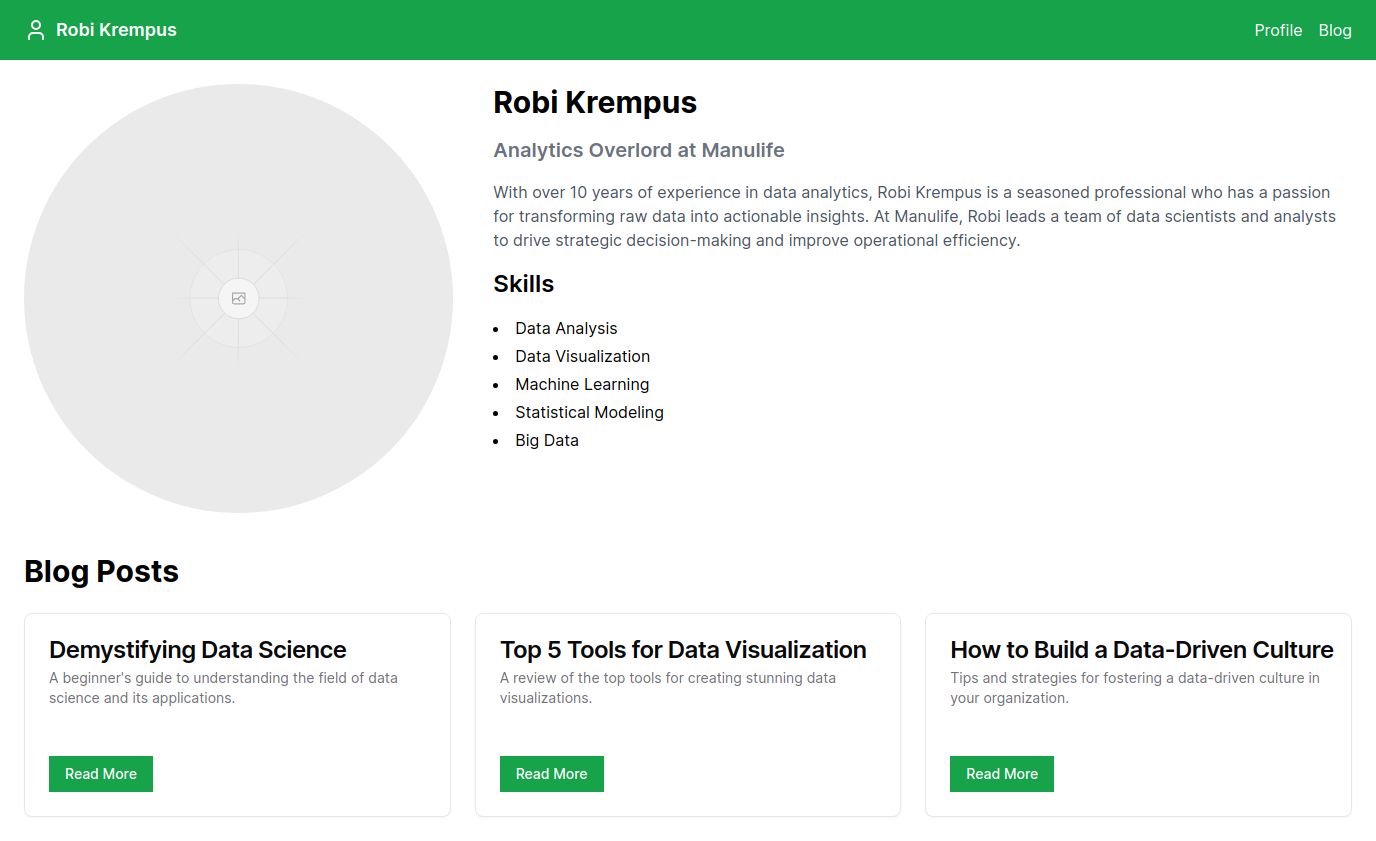 Robi Krempus
Profile
Blog
Robi Krempus
Analytics Overlord at Manulife
With over 10 years of experience in data analytics, Robi Krempus is a seasoned professional who has a passion
for transforming raw data into actionable insights. At Manulife, Robi leads a team of data scientists and analysts
to drive strategic decision-making and improve operational efficiency.
Skills
Data Analysis
Data Visualization
Machine Learning
Statistical Modeling
Big Data
Blog Posts
Demystifying Data Science
A beginner's guide to understanding the field of data
science and its applications.
Read More
Top 5 Tools for Data Visualization
A review of the top tools for creating stunning data
visualizations.
Read More
How to Build a Data-Driven Culture
Tips and strategies for fostering a data-driven culture in
your organization.
Read More